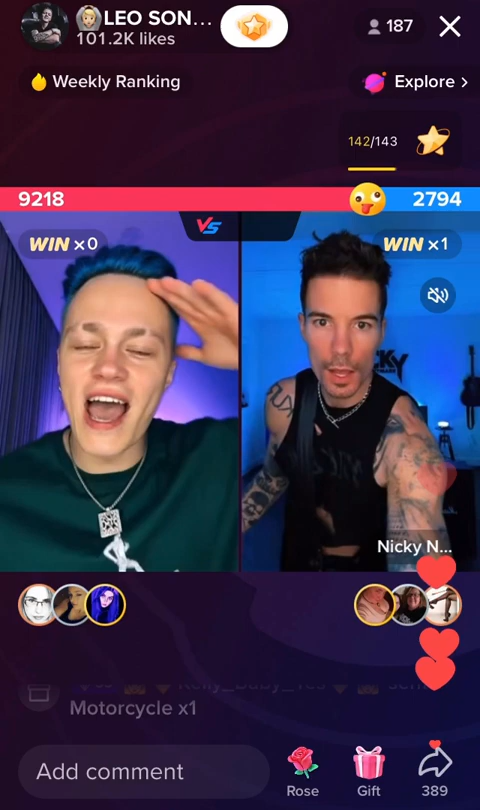 LEO SON...
101.2K likes
187
Weekly Ranking
Explore >
142/143
9218
2794
VS
WIN x0
WIN x1
Nicky N...
Motorcycle x1
Add comment
Rose
Gift
389